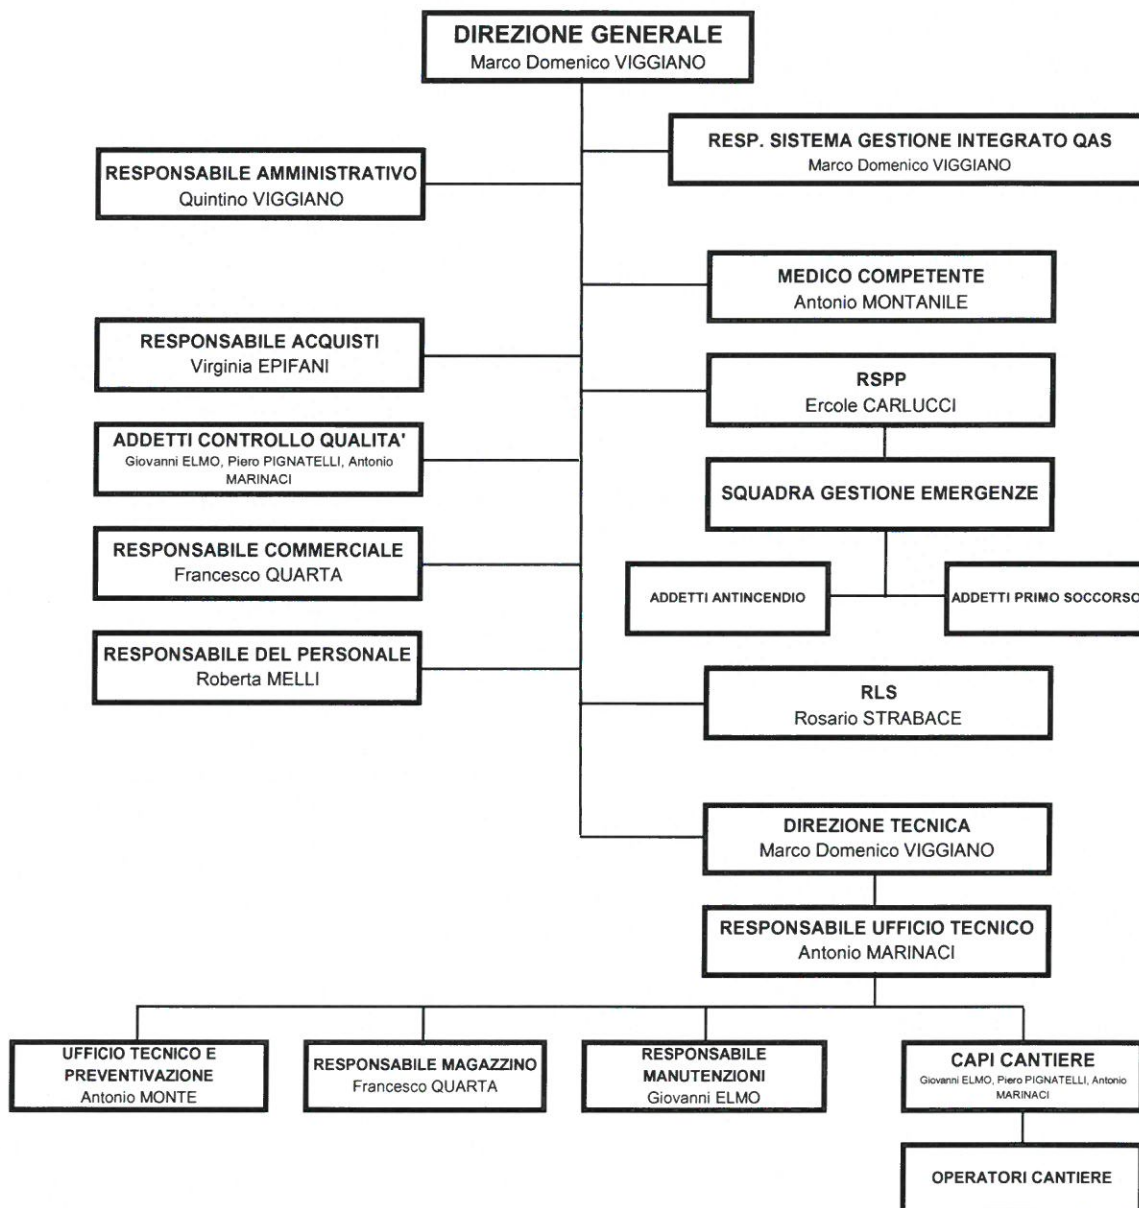 DIREZIONE GENERALE
Marco Domenico VIGGIANO
RESP. SISTEMA GESTIONE INTEGRATO QAS
Marco Domenico VIGGIANO
RESPONSABILE AMMINISTRATIVO
Quintino VIGGIANO
MEDICO COMPETENTE
Antonio MONTANILE
RESPONSABILE ACQUISTI
Virginia EPIFANI
RSPP
Ercole CARLUCCI
ADDETTI CONTROLLO QUALITA'
Giovanni ELMO, Piero PIGNATELLI, Antonio
MARINACI
SQUADRA GESTIONE EMERGENZE
RESPONSABILE COMMERCIALE
Francesco QUARTA
ADDETTI ANTINCENDIO
ADDETTI PRIMO SOCCORSO
RESPONSABILE DEL PERSONALE
Roberta MELLI
RLS
Rosario STRABACE
DIREZIONE TECNICA
Marco Domenico VIGGIANO
RESPONSABILE UFFICIO TECNICO
Antonio MARINACI
UFFICIO TECNICO E
PREVENTIVAZIONE
Antonio MONTE
RESPONSABILE MAGAZZINO
Francesco QUARTA
RESPONSABILE
MANUTENZIONI
Giovanni ELMO
CAPI CANTIERE
Giovanni ELMO, Piero PIGNATELLI, Antonio
MARINACI
OPERATORI CANTIERE